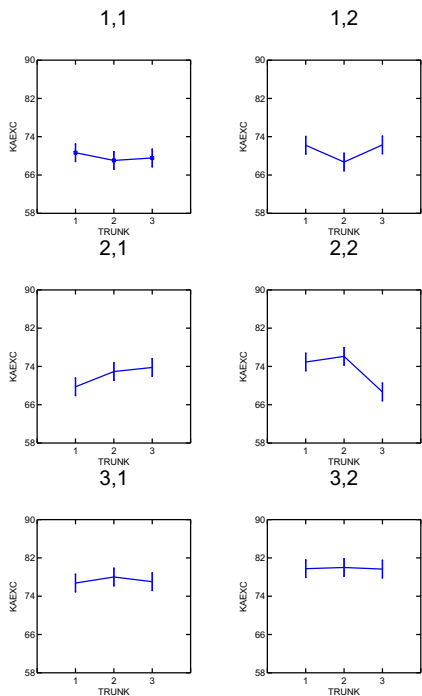 1,1 1,2
90 90
82 82
74 74
66 66
58 58
KAEXC KAEXC
1 2 3 1 2 3
TRUNK TRUNK
2,1 2,2
90 90
82 82
74 74
66 66
58 58
KAEXC KAEXC
1 2 3 1 2 3
TRUNK TRUNK
3,1 3,2
90 90
82 82
74 74
66 66
58 58
KAEXC KAEXC
1 2 3 1 2 3
TRUNK TRUNK